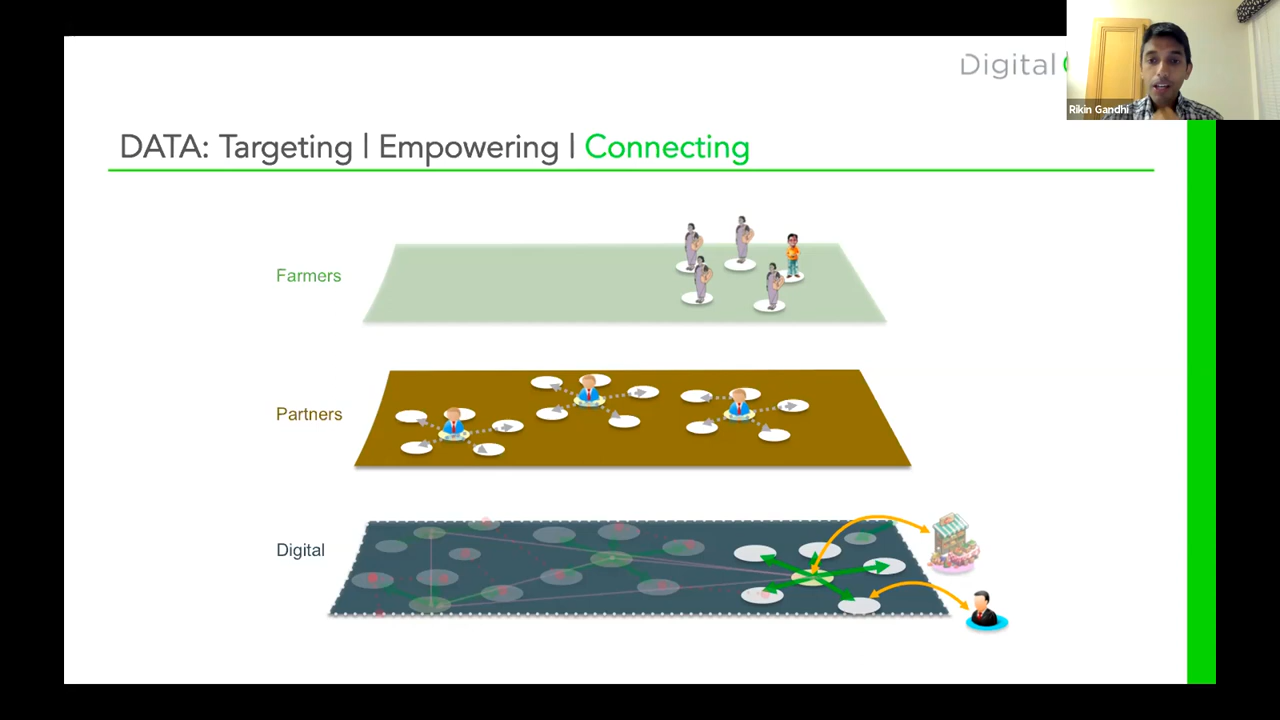 Digital
Rikin Gandhi
DATA: Targeting | Empowering | Connecting
Farmers
Partners
Digital